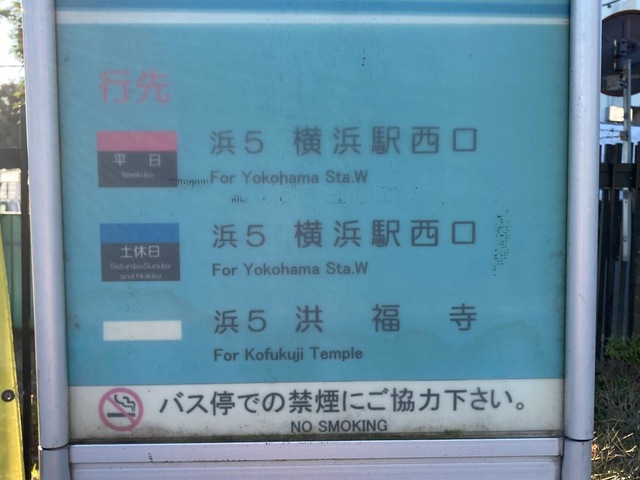 行先
平日
Weekday
浜5 横浜駅西口
For Yokohama Sta.W
土休日
Saturday,Sunday
and Holiday
浜5 横浜駅西口
For Yokohama Sta.W
浜5 洪福寺
For Kofukuji Temple
バス停での禁煙にご協力下さい。
NO SMOKING